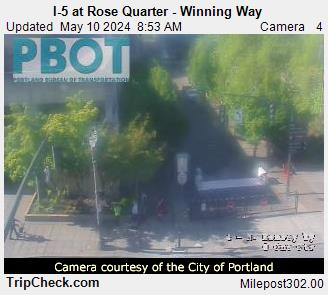 I-5 at Rose Quarter - Winning Way
Updated May 10 2024 8:53 AM Camera 4
PBOT
PORTLAND BUREAU OF TRANSPORTATION
Camera courtesy of the City of Portland
TripCheck.com Milepost302.00